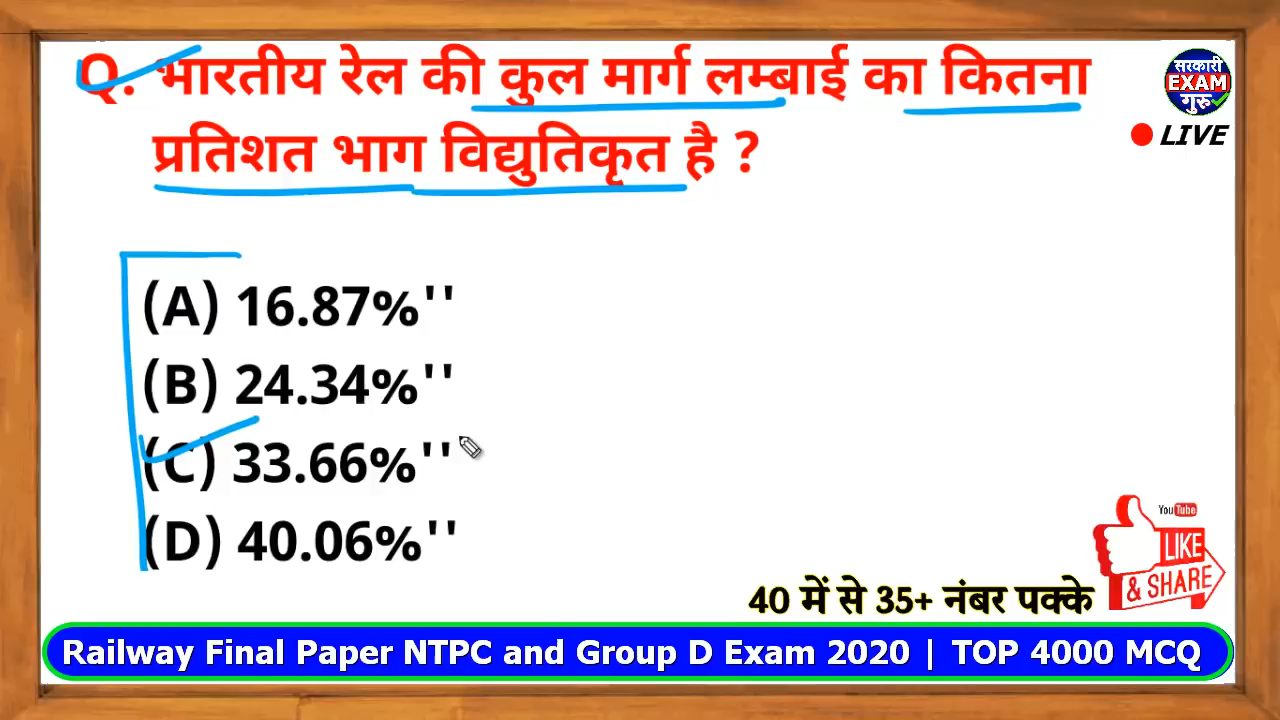 Q. भारतीय रेल की कुल मार्ग लम्बाई का कितना
प्रतिशत भाग विद्युतिकृत है ?
सरकारी
EXAM
गुरु
LIVE
(A) 16.87%''
(B) 24.34%''
(C) 33.66%''
(D) 40.06%''
YouTube
LIKE
& SHARE
40 में से 35+ नंबर पक्के
Railway Final Paper NTPC and Group D Exam 2020 | TOP 4000 MCQ